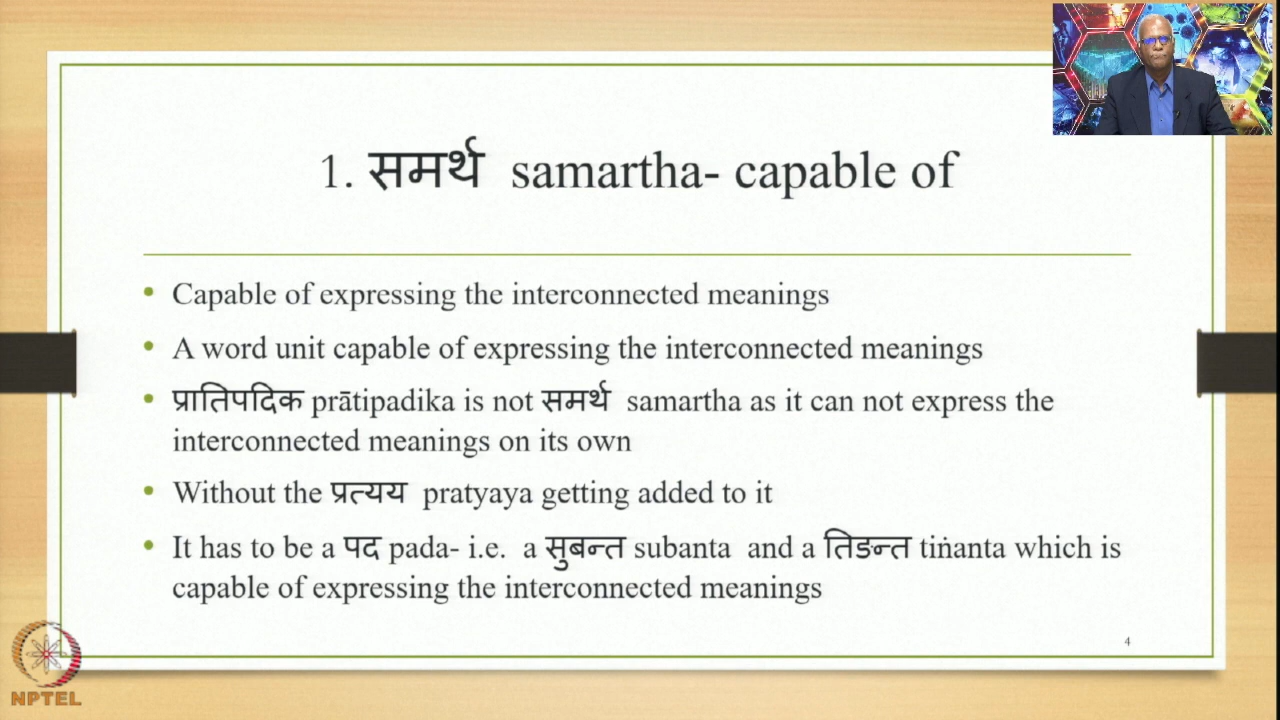 1. समर्थ samartha- capable of
• Capable of expressing the interconnected meanings
• A word unit capable of expressing the interconnected meanings
• प्रातिपदिक prātipadika is not समर्थ samartha as it can not express the
interconnected meanings on its own
• Without the प्रत्यय pratyaya getting added to it
• It has to be a पद pada- i.e. a सुबन्त subanta and a तिङन्त tiṅanta which is
capable of expressing the interconnected meanings
4
NPTEL